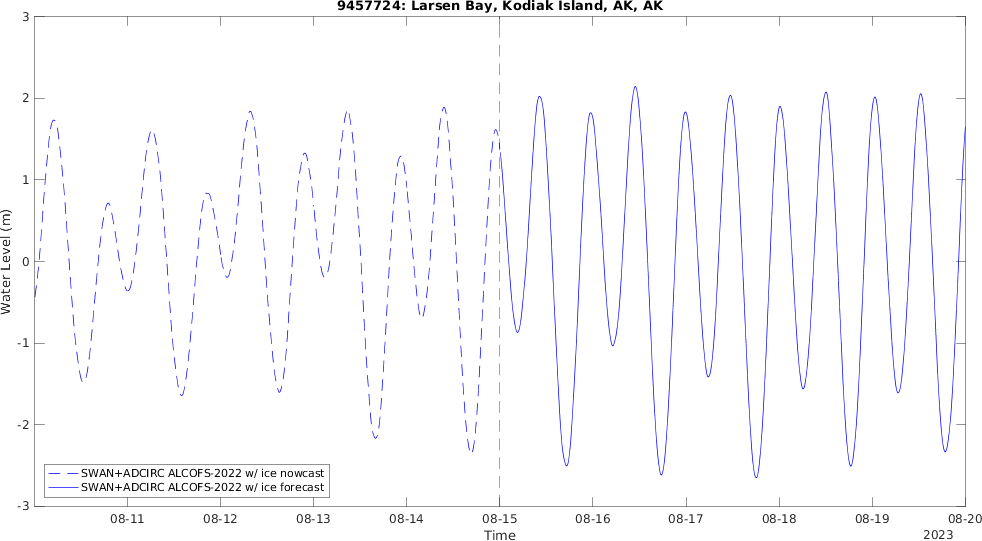 9457724: Larsen Bay, Kodiak Island, AK, AK
3
2
1
0
-1
-2
-3
Water Level (m)
SWAN+ADCIRC ALCOFS-2022 w/ ice nowcast
SWAN+ADCIRC ALCOFS-2022 w/ ice forecast
08-11 08-12 08-13 08-14 08-15 08-16 08-17 08-18 08-19 08-20
Time
2023